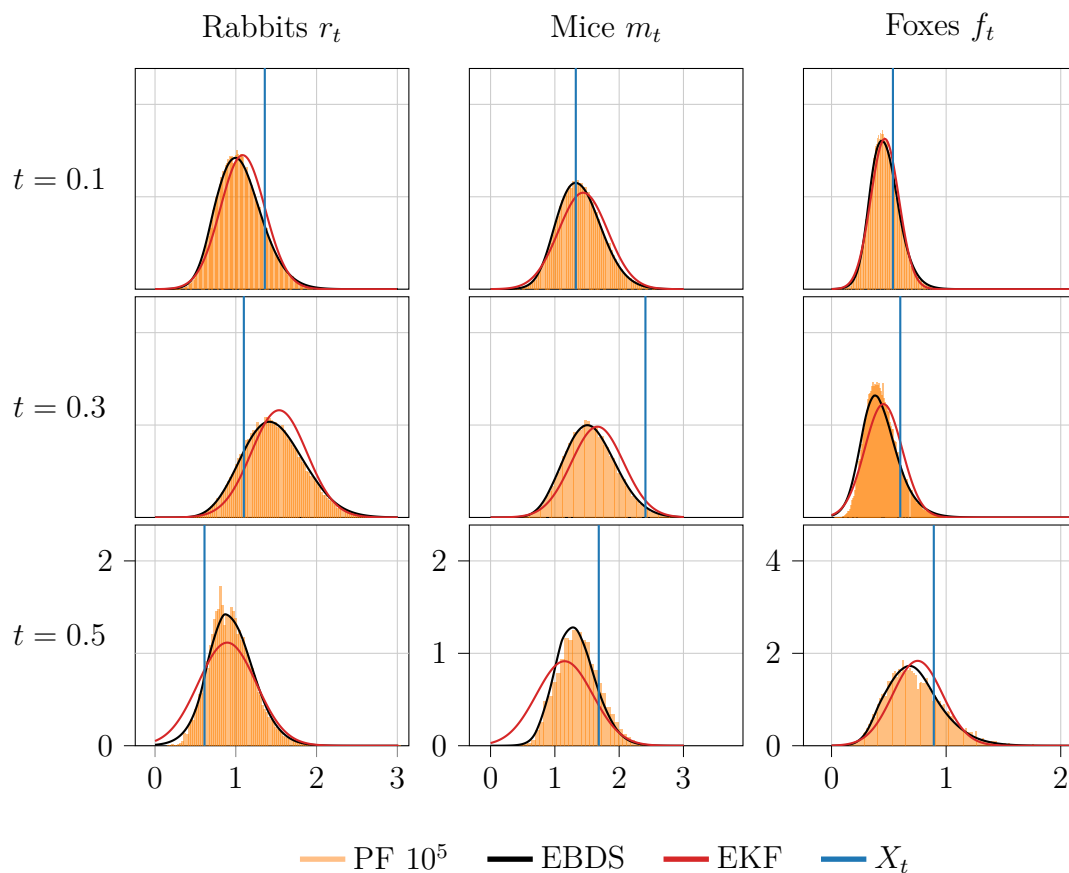 Rabbits $r_t$ Mice $m_t$ Foxes $f_t$
$t = 0.1$
$t = 0.3$
$t = 0.5$
2 2 4
1 1 2
0 0 0
0 1 2 3 0 1 2 3 0 1 2
PF $10^5$ EBDS EKF $X_t$